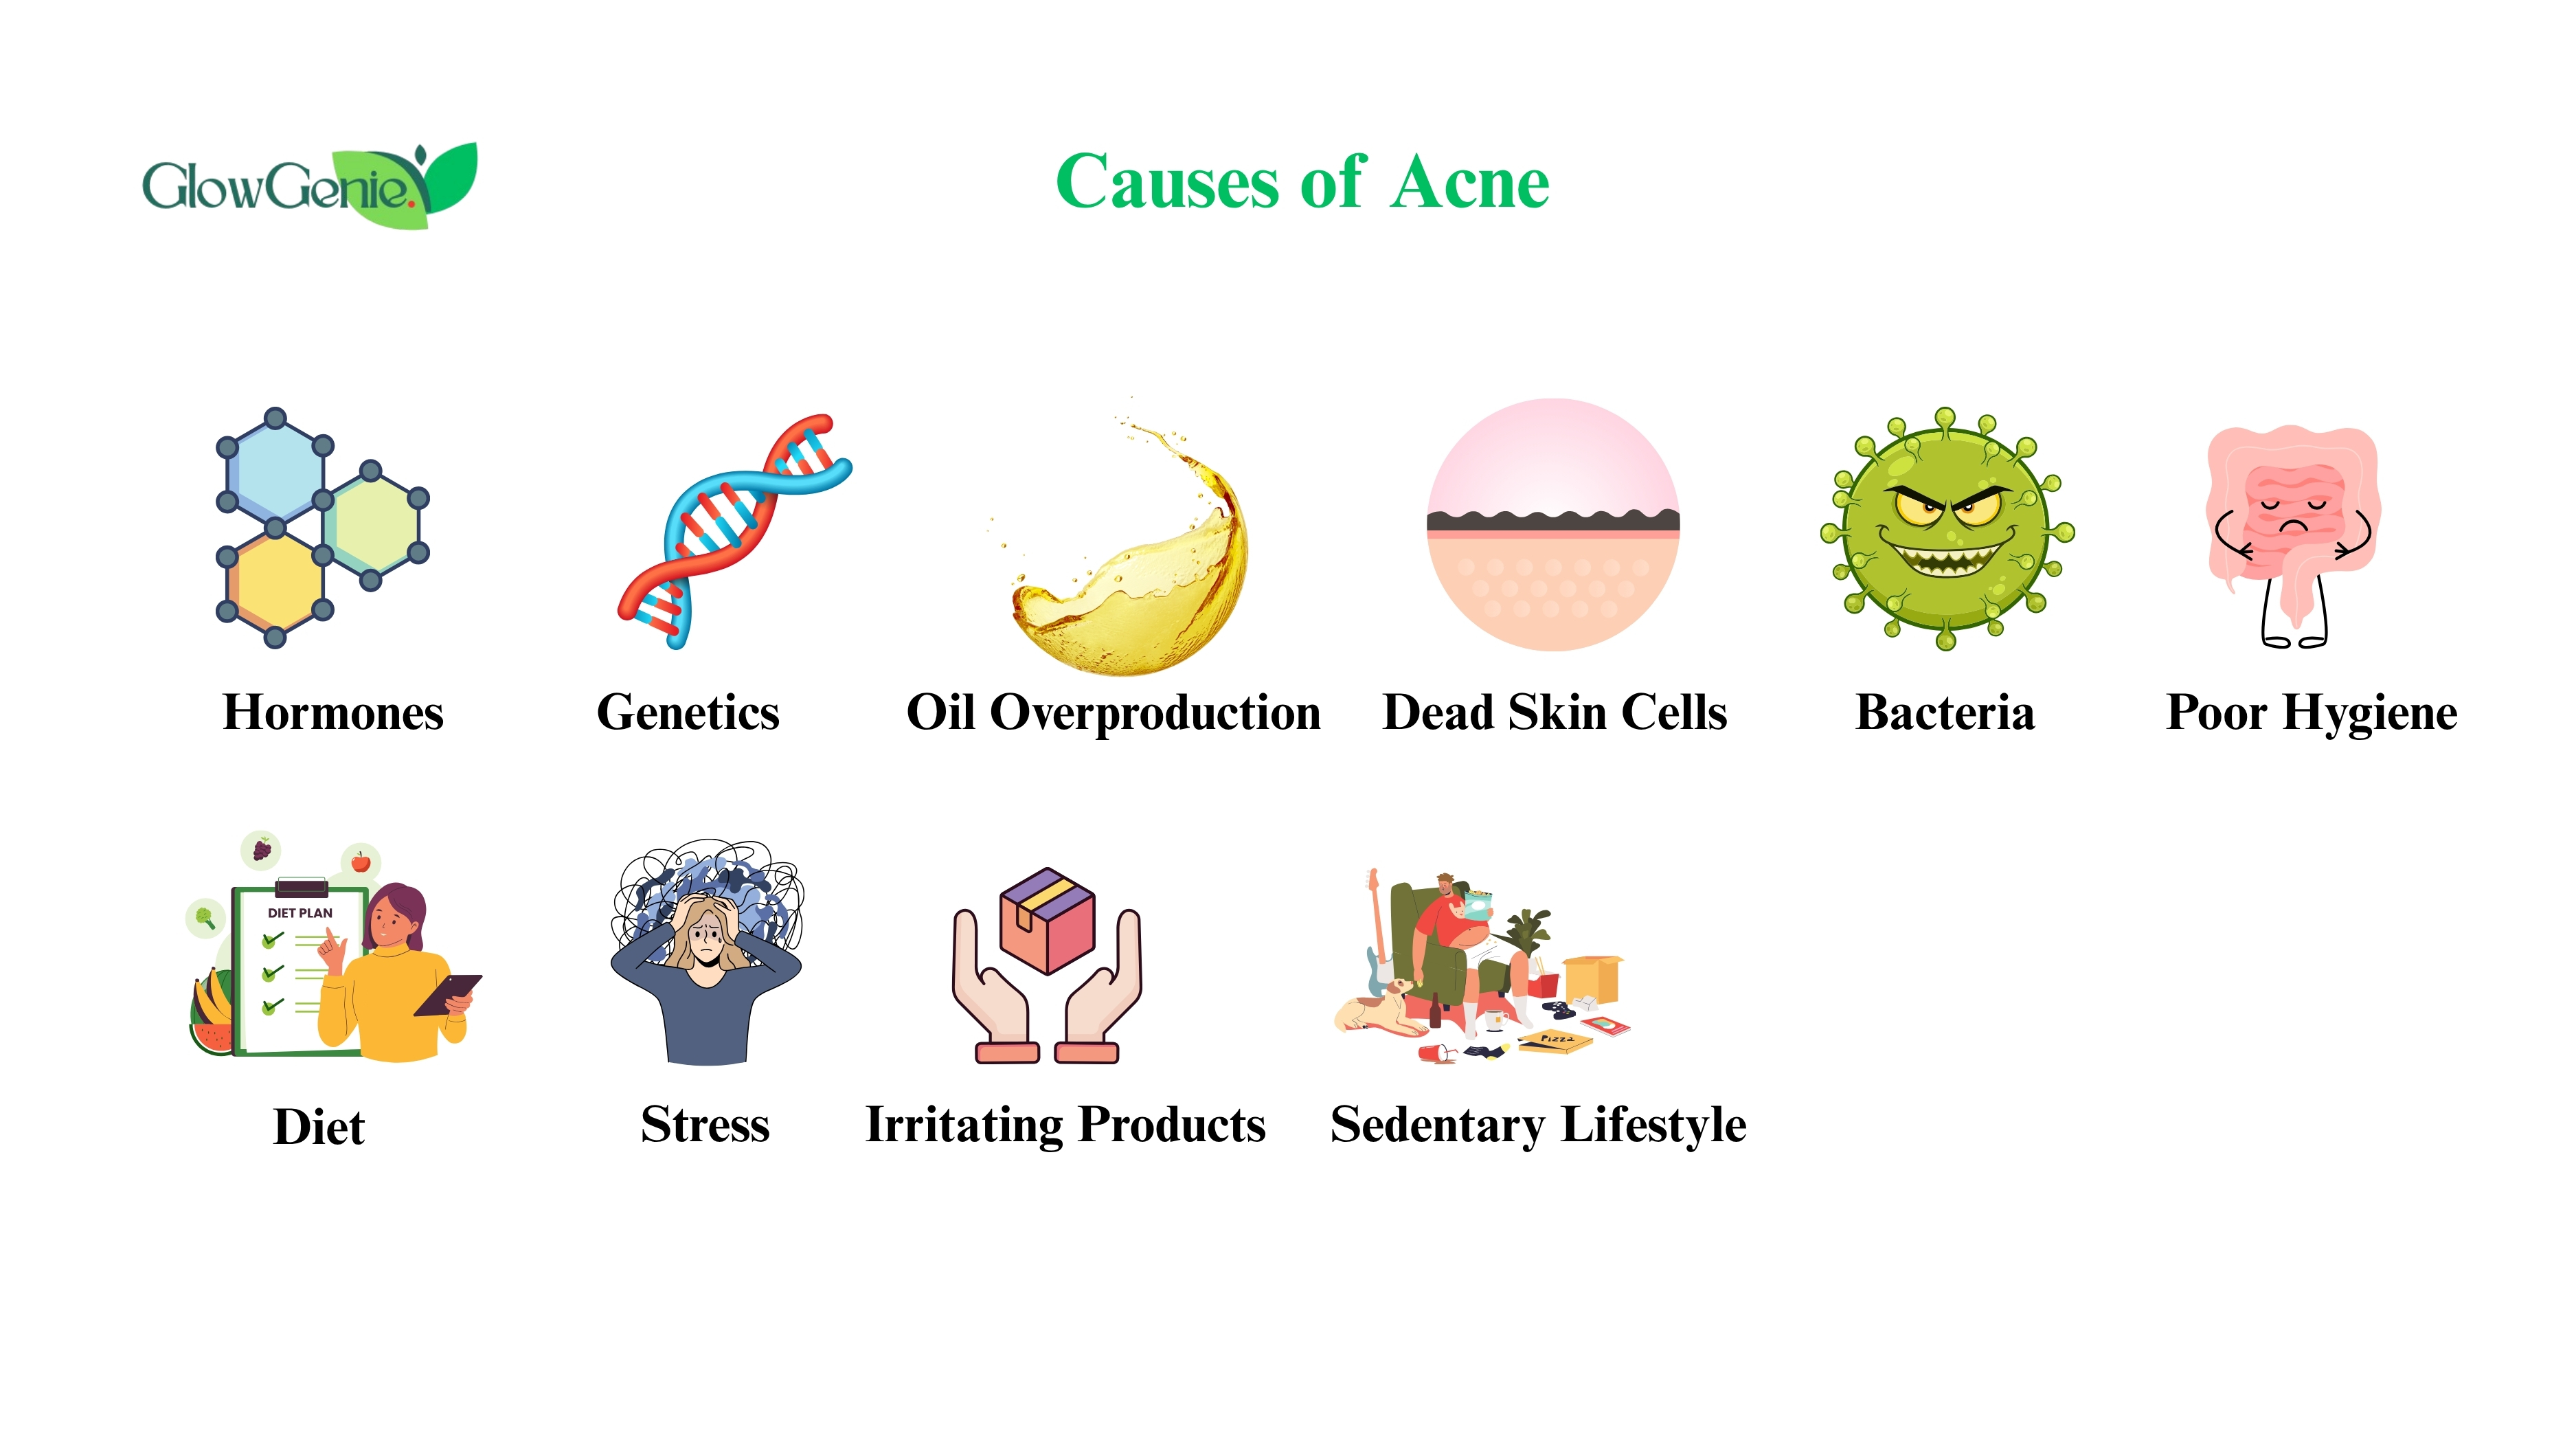 GlowGenie.
Causes of Acne
Hormones
Genetics
Oil Overproduction
Dead Skin Cells
Bacteria
Poor Hygiene
DIET PLAN
Pizza
Diet
Stress
Irritating Products
Sedentary Lifestyle